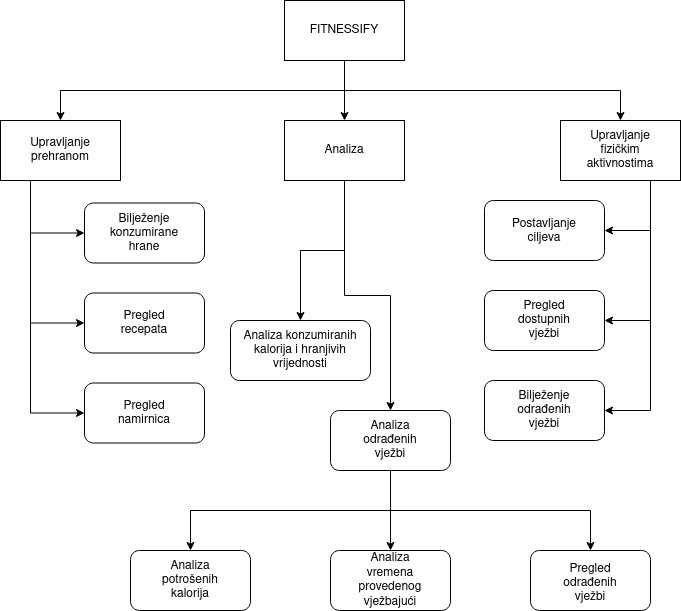 FITNESSIFY
Upravljanje
prehranom
Analiza
Upravljanje
fizičkim
aktivnostima
Bilježenje
konzumirane
hrane
Postavljanje
ciljeva
Pregled
recepata
Pregled
dostupnih
vježbi
Analiza konzumiranih
kalorija i hranjivih
vrijednosti
Pregled
namirnica
Bilježenje
odrađenih
vježbi
Analiza
odrađenih
vježbi
Analiza
potrošenih
kalorija
Analiza
vremena
provedenog
vježbajući
Pregled
odrađenih
vježbi